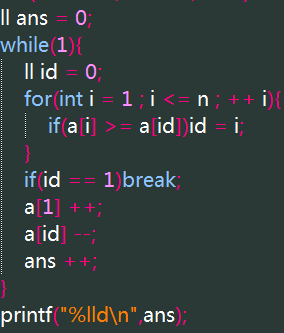 ll ans = 0;
while(1){
ll id = 0;
for(int i = 1 ; i <= n ; ++ i){
if(a[i] >= a[id])id = i;
}
if(id == 1)break;
a[1] ++;
a[id] --;
ans ++;
}
printf("%lld\n",ans);